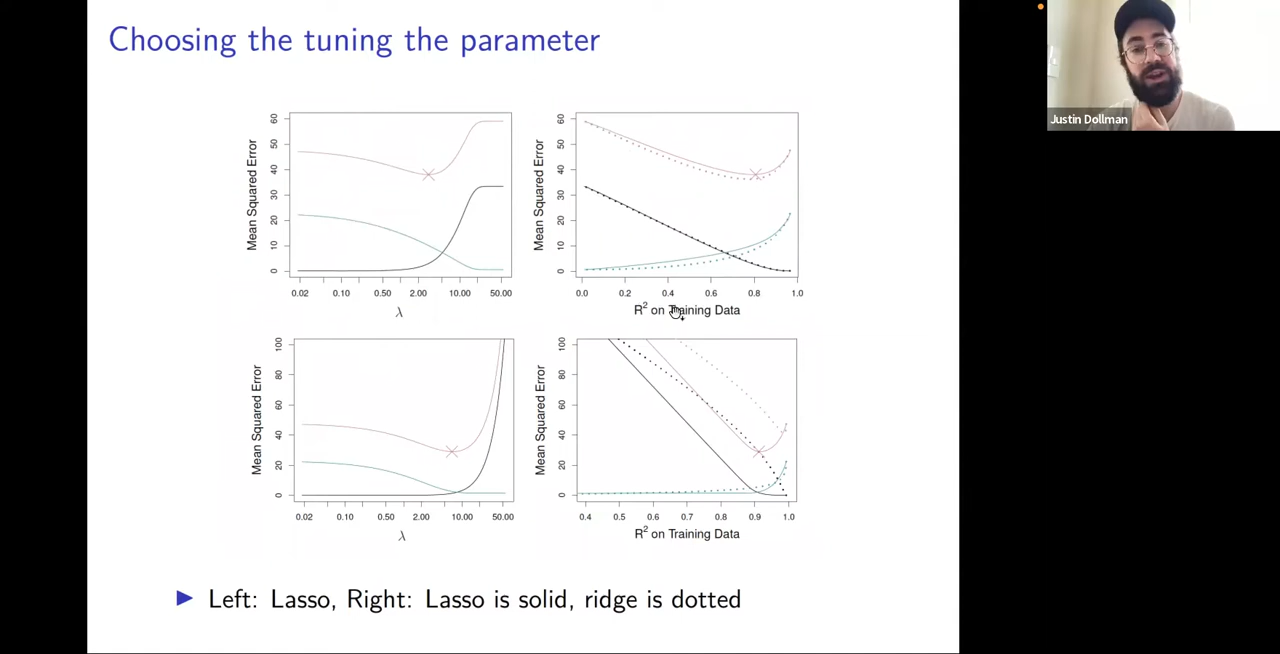 Choosing the tuning the parameter
Justin Dollman
Mean Squared Error
0 10 20 30 40 50 60
0.02 0.10 0.50 2.00 10.00 50.00
λ
Mean Squared Error
0 10 20 30 40 50 60
0.0 0.2 0.4 0.6 0.8 1.0
R² on Training Data
Mean Squared Error
0 20 40 60 80 100
0.02 0.10 0.50 2.00 10.00 50.00
λ
Mean Squared Error
0 20 40 60 80 100
0.4 0.5 0.6 0.7 0.8 0.9 1.0
R² on Training Data
▶ Left: Lasso, Right: Lasso is solid, ridge is dotted